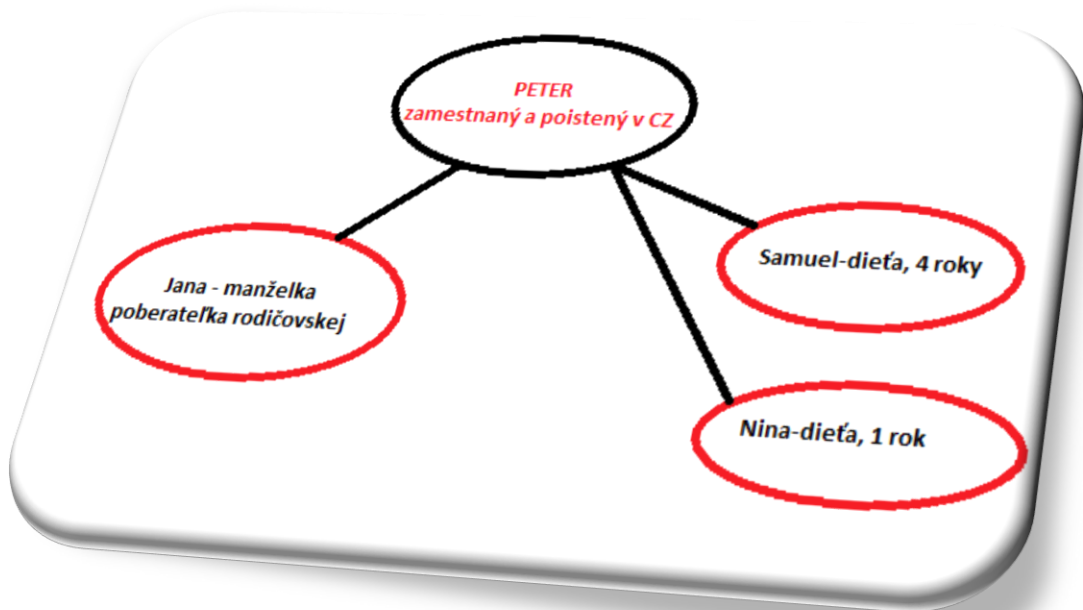 PETER
zamestnaný a poistený v CZ
Jana - manželka
poberateľka rodičovskej
Samuel-dieťa, 4 roky
Nina-dieťa, 1 rok